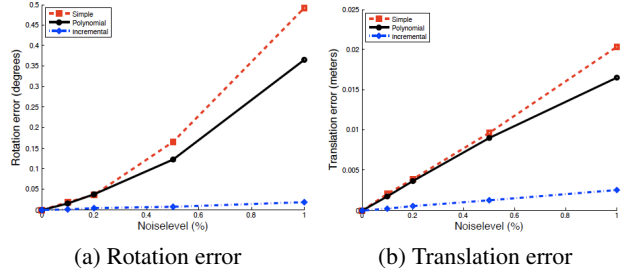 Simple
Polynomial
Incremental
Rotation error (degrees)
0.5
0.45
0.4
0.35
0.3
0.25
0.2
0.15
0.1
0.05
0
0 0.2 0.4 0.6 0.8 1
Noiselevel (%)
(a) Rotation error
Simple
Polynomial
Incremental
Translation error (meters)
0.025
0.02
0.015
0.01
0.005
0
0 0.2 0.4 0.6 0.8 1
Noiselevel (%)
(b) Translation error